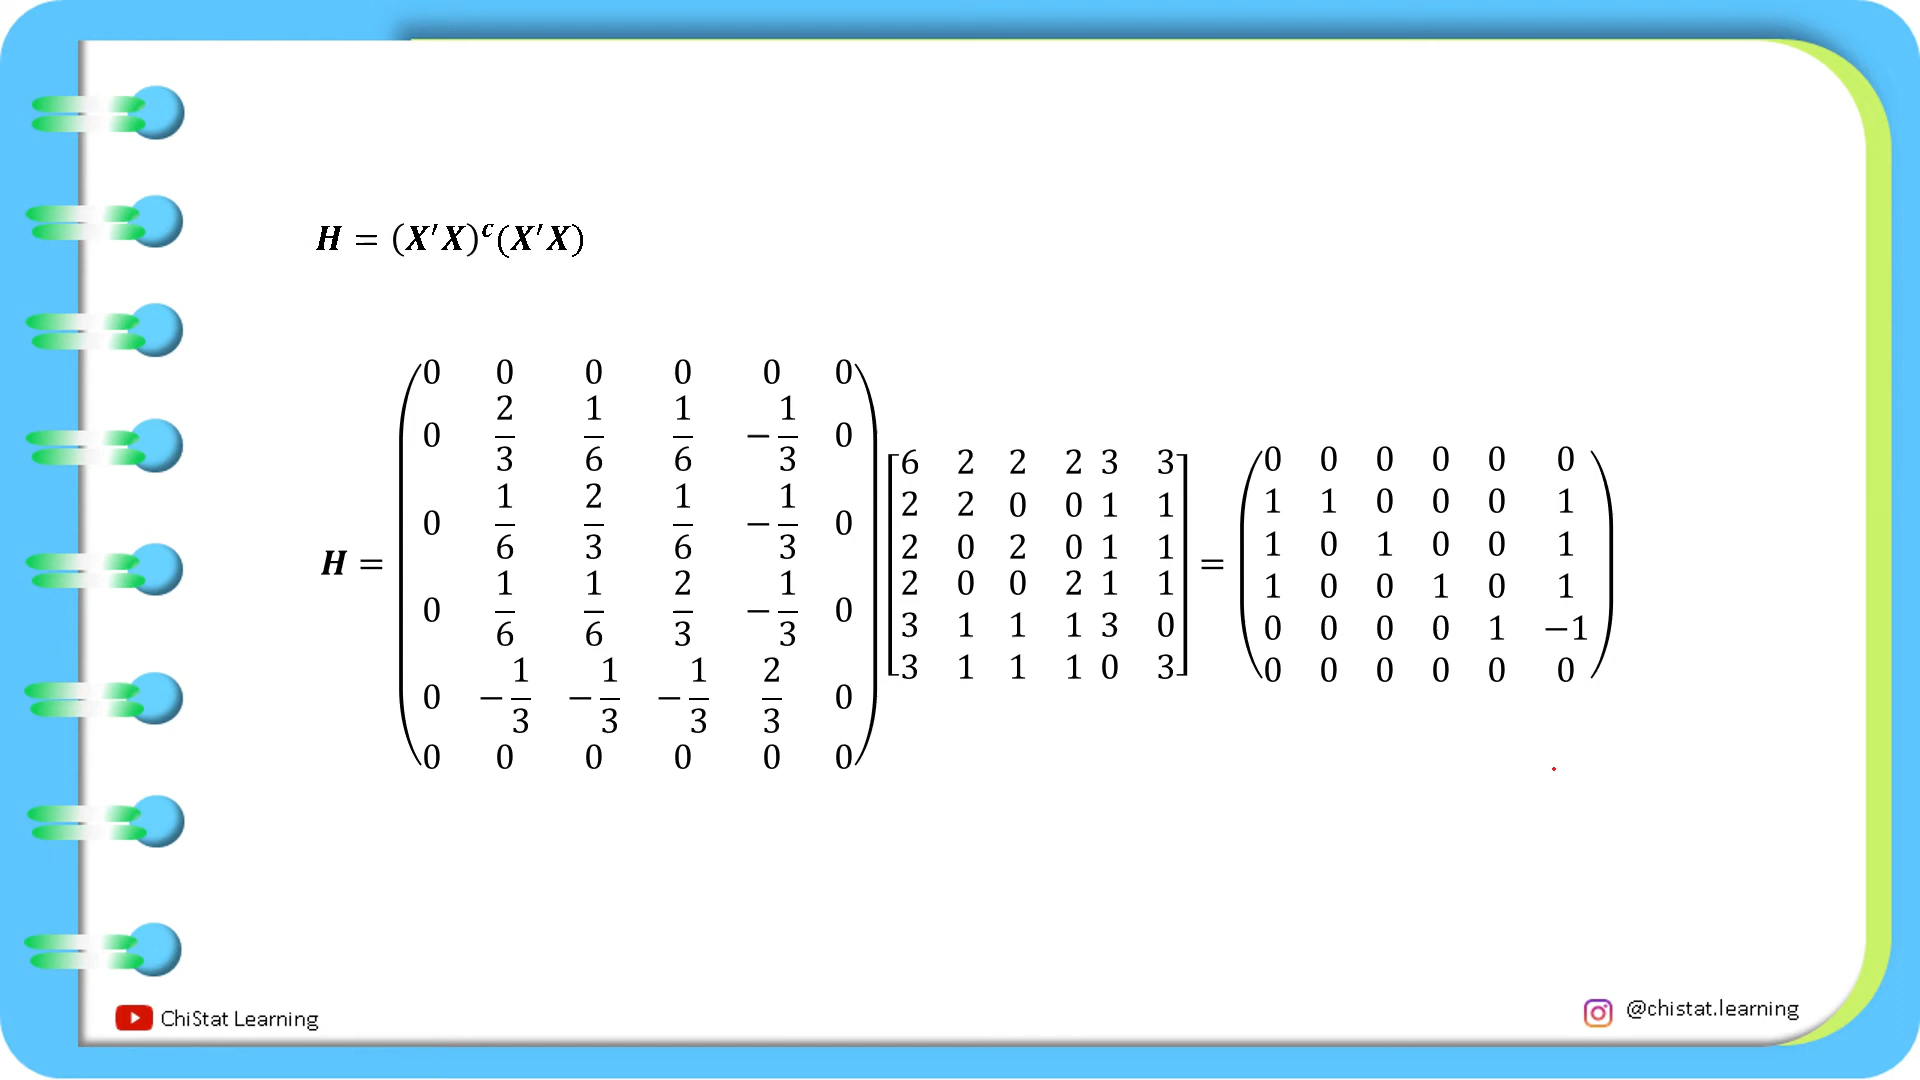 H = (X′X)ᶜ(X′X)
H = ( 0 0 0 0 0 0
0 2/3 1/6 1/6 −1/3 0
0 1/6 2/3 1/6 −1/3 0
0 1/6 1/6 2/3 −1/3 0
0 −1/3 −1/3 −1/3 2/3 0
0 0 0 0 0 0 )
[ 6 2 2 2 3 3
2 2 0 0 1 1
2 0 2 0 1 1
2 0 0 2 1 1
3 1 1 1 3 0
3 1 1 1 0 3 ]
= ( 0 0 0 0 0 0
1 1 0 0 0 1
1 0 1 0 0 1
1 0 0 1 0 1
0 0 0 0 1 −1
0 0 0 0 0 0 )
ChiStat Learning
@chistat.learning